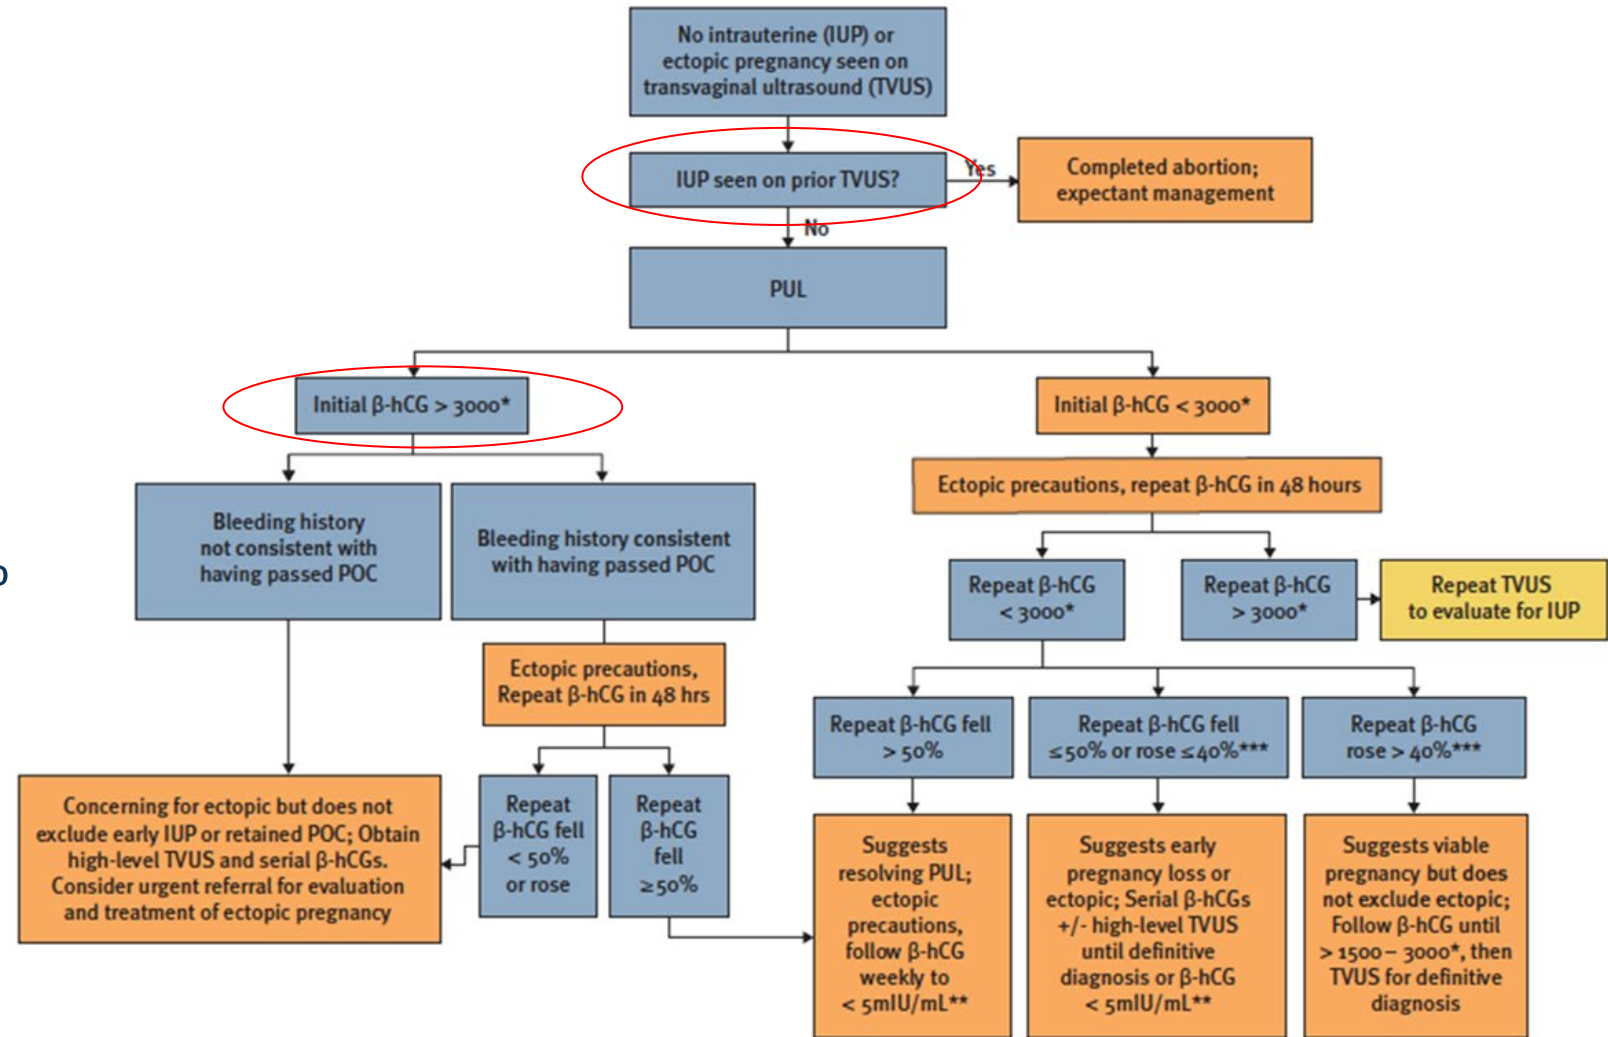 No intrauterine (IUP) or
ectopic pregnancy seen on
transvaginal ultrasound (TVUS)
IUP seen on prior TVUS?
Yes
Completed abortion;
expectant management
No
PUL
Initial β-hCG > 3000*
Initial β-hCG < 3000*
Ectopic precautions, repeat β-hCG in 48 hours
Bleeding history
not consistent with
having passed POC
Bleeding history consistent
with having passed POC
Repeat β-hCG
< 3000*
Repeat β-hCG
> 3000*
Repeat TVUS
to evaluate for IUP
Ectopic precautions,
Repeat β-hCG in 48 hrs
Repeat β-hCG fell
> 50%
Repeat β-hCG fell
≤50% or rose ≤40%***
Repeat β-hCG
rose > 40%***
Concerning for ectopic but does not
exclude early IUP or retained POC; Obtain
high-level TVUS and serial β-hCGs.
Consider urgent referral for evaluation
and treatment of ectopic pregnancy
Repeat
β-hCG fell
< 50%
or rose
Repeat
β-hCG
fell
≥50%
Suggests
resolving PUL;
ectopic
precautions,
follow β-hCG
weekly to
< 5mIU/mL**
Suggests early
pregnancy loss or
ectopic; Serial β-hCGs
+/- high-level TVUS
until definitive
diagnosis or β-hCG
< 5mIU/mL**
Suggests viable
pregnancy but does
not exclude ectopic;
Follow β-hCG until
> 1500 – 3000*, then
TVUS for definitive
diagnosis